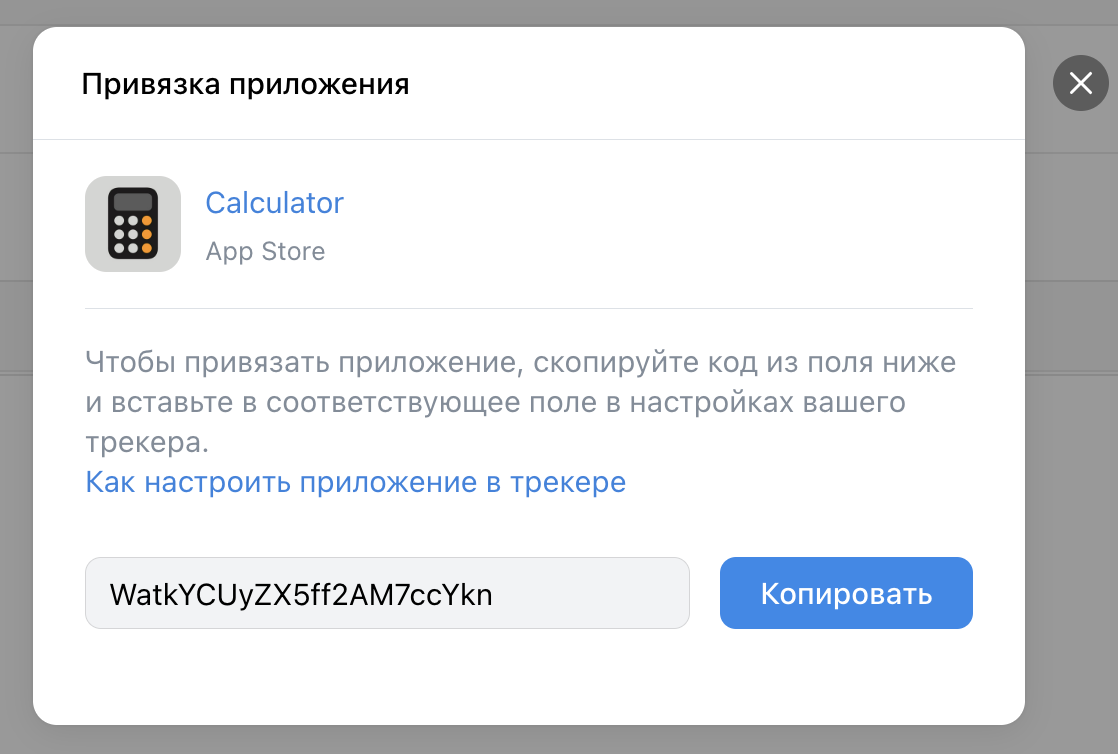 Привязка приложения
Calculator
App Store
Чтобы привязать приложение, скопируйте код из поля ниже
и вставьте в соответствующее поле в настройках вашего
трекера.
Как настроить приложение в трекере
WatkYCUyZX5ff2AM7ccYkn
Копировать